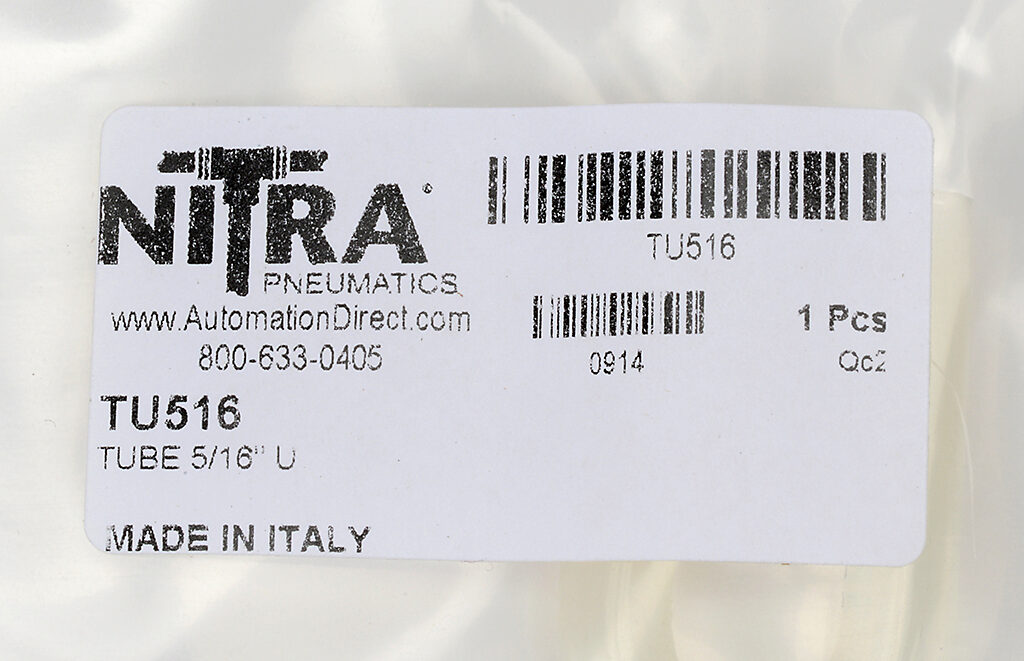 NITRA®
PNEUMATICS
www.AutomationDirect.com
800-633-0405
TU516
TUBE 5/16" U
MADE IN ITALY
TU516
0914
1 Pcs
Qc2